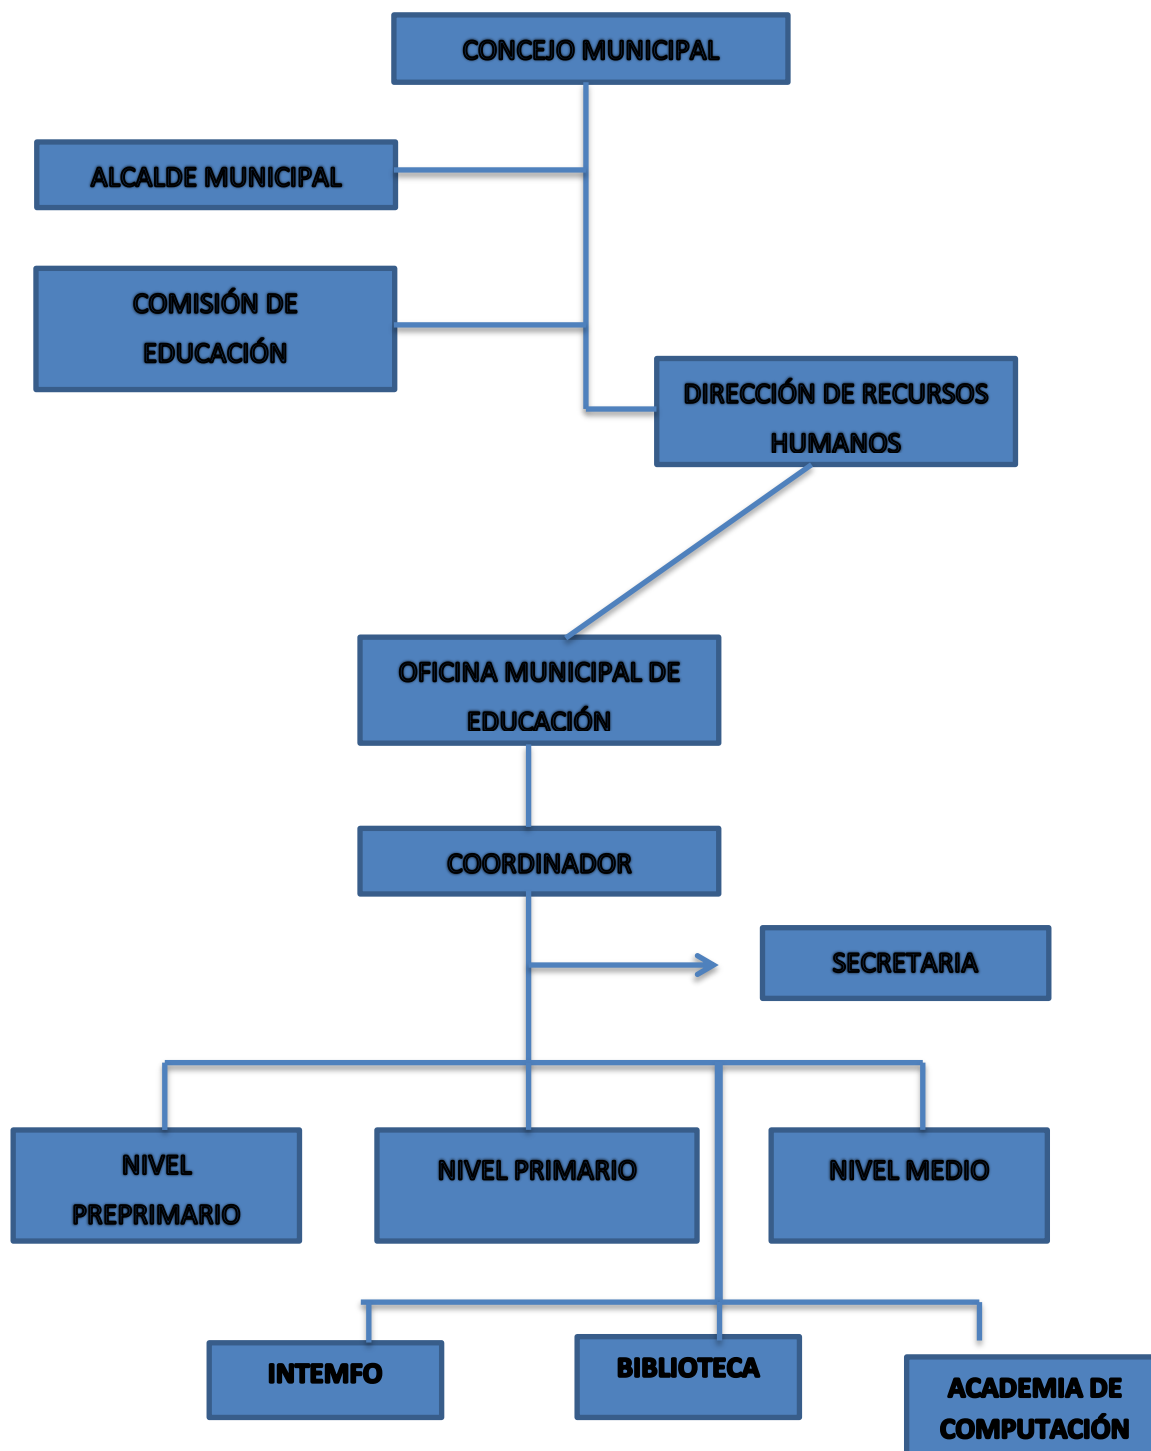 CONCEJO MUNICIPAL
ALCALDE MUNICIPAL
COMISIÓN DE
EDUCACIÓN
DIRECCIÓN DE RECURSOS
HUMANOS
OFICINA MUNICIPAL DE
EDUCACIÓN
COORDINADOR
SECRETARIA
NIVEL
PREPRIMARIO
NIVEL PRIMARIO
NIVEL MEDIO
INTEMFO
BIBLIOTECA
ACADEMIA DE
COMPUTACIÓN